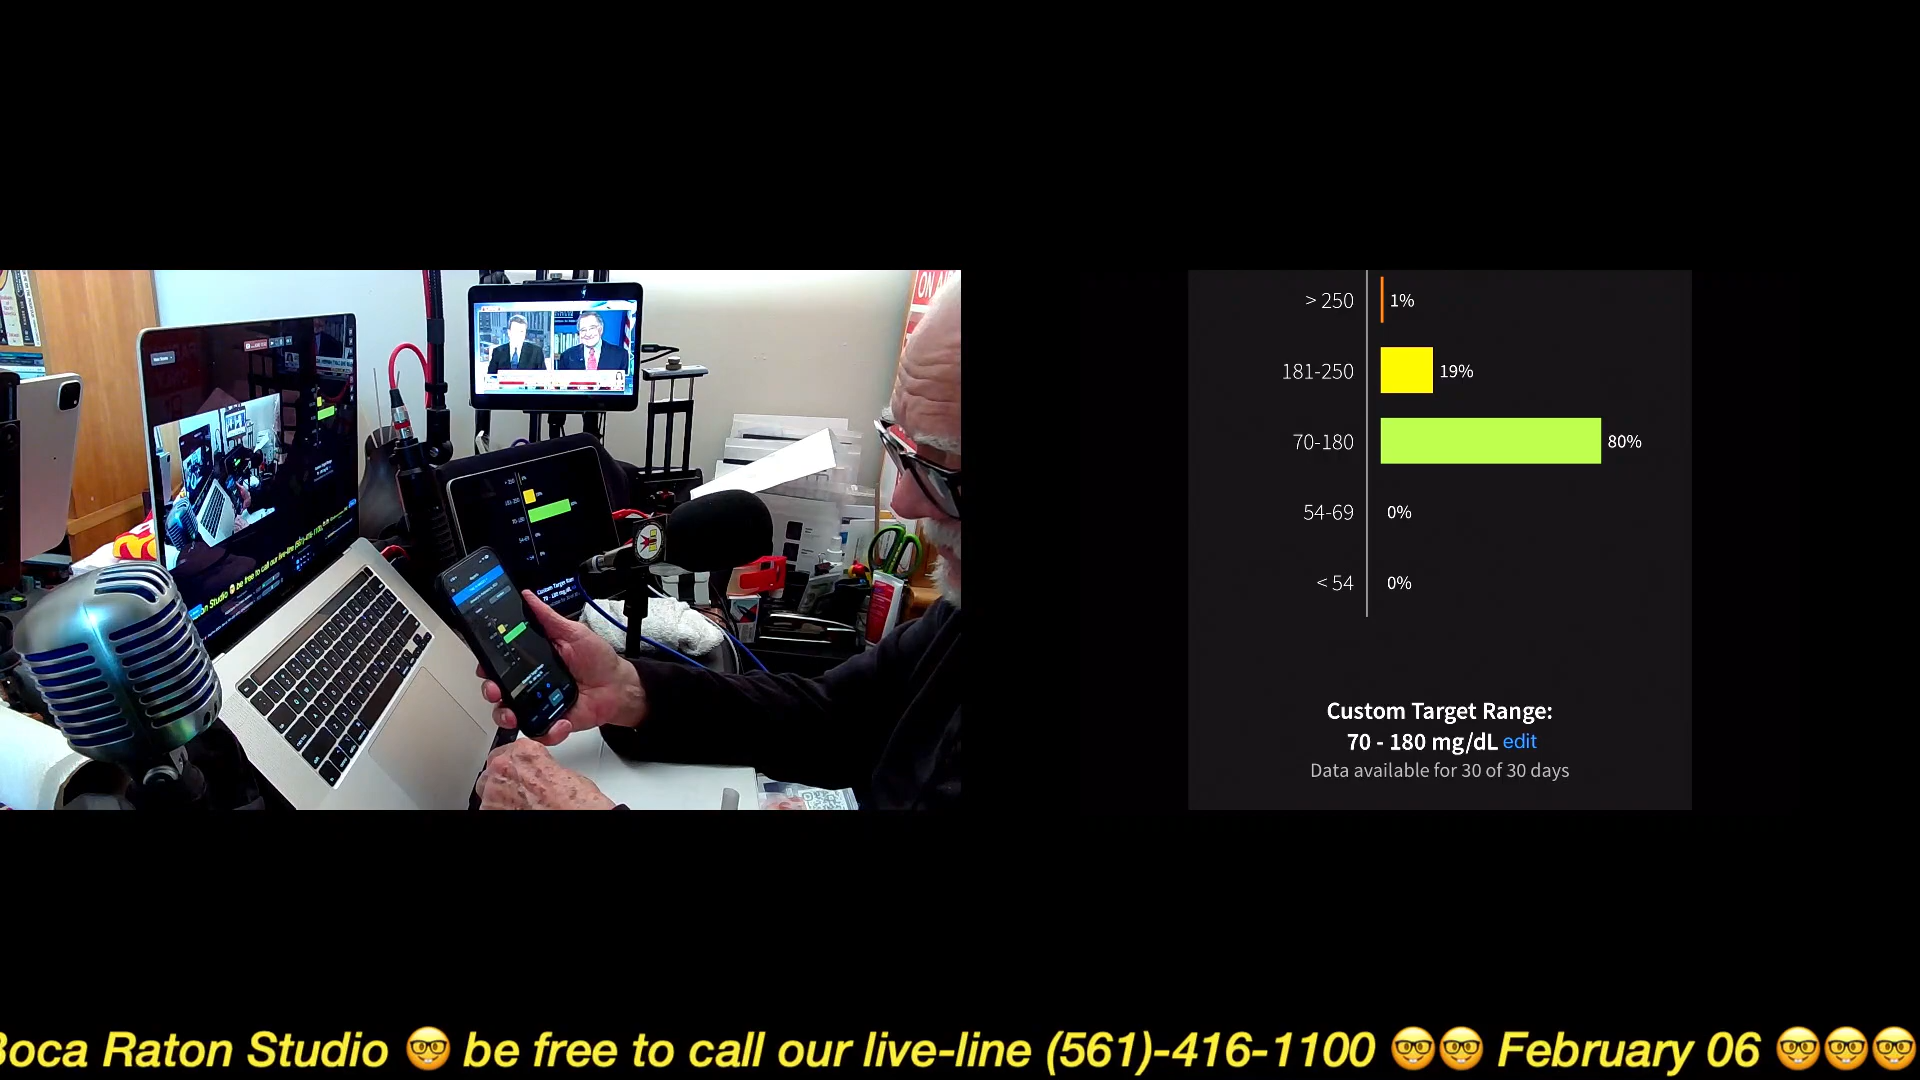 ON A
> 250 1%
181-250 19%
70-180 80%
54-69 0%
< 54 0%
Custom Target Range:
70 - 180 mg/dL edit
Data available for 30 of 30 days
Boca Raton Studio 🤓 be free to call our live-line (561)-416-1100 🤓🤓 February 06 🤓🤓🤓